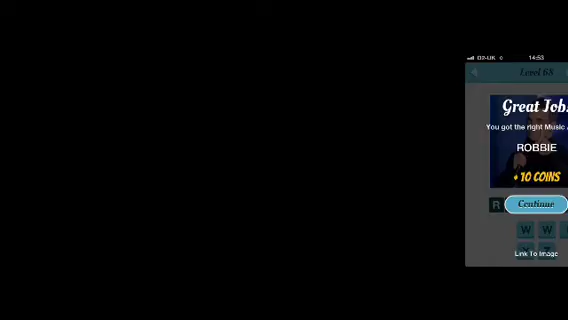 O2-UK 14:53
Level 68
Great Job!
You got the right Music
ROBBIE
+ 10 COINS
R Continue
W W
Link To Image